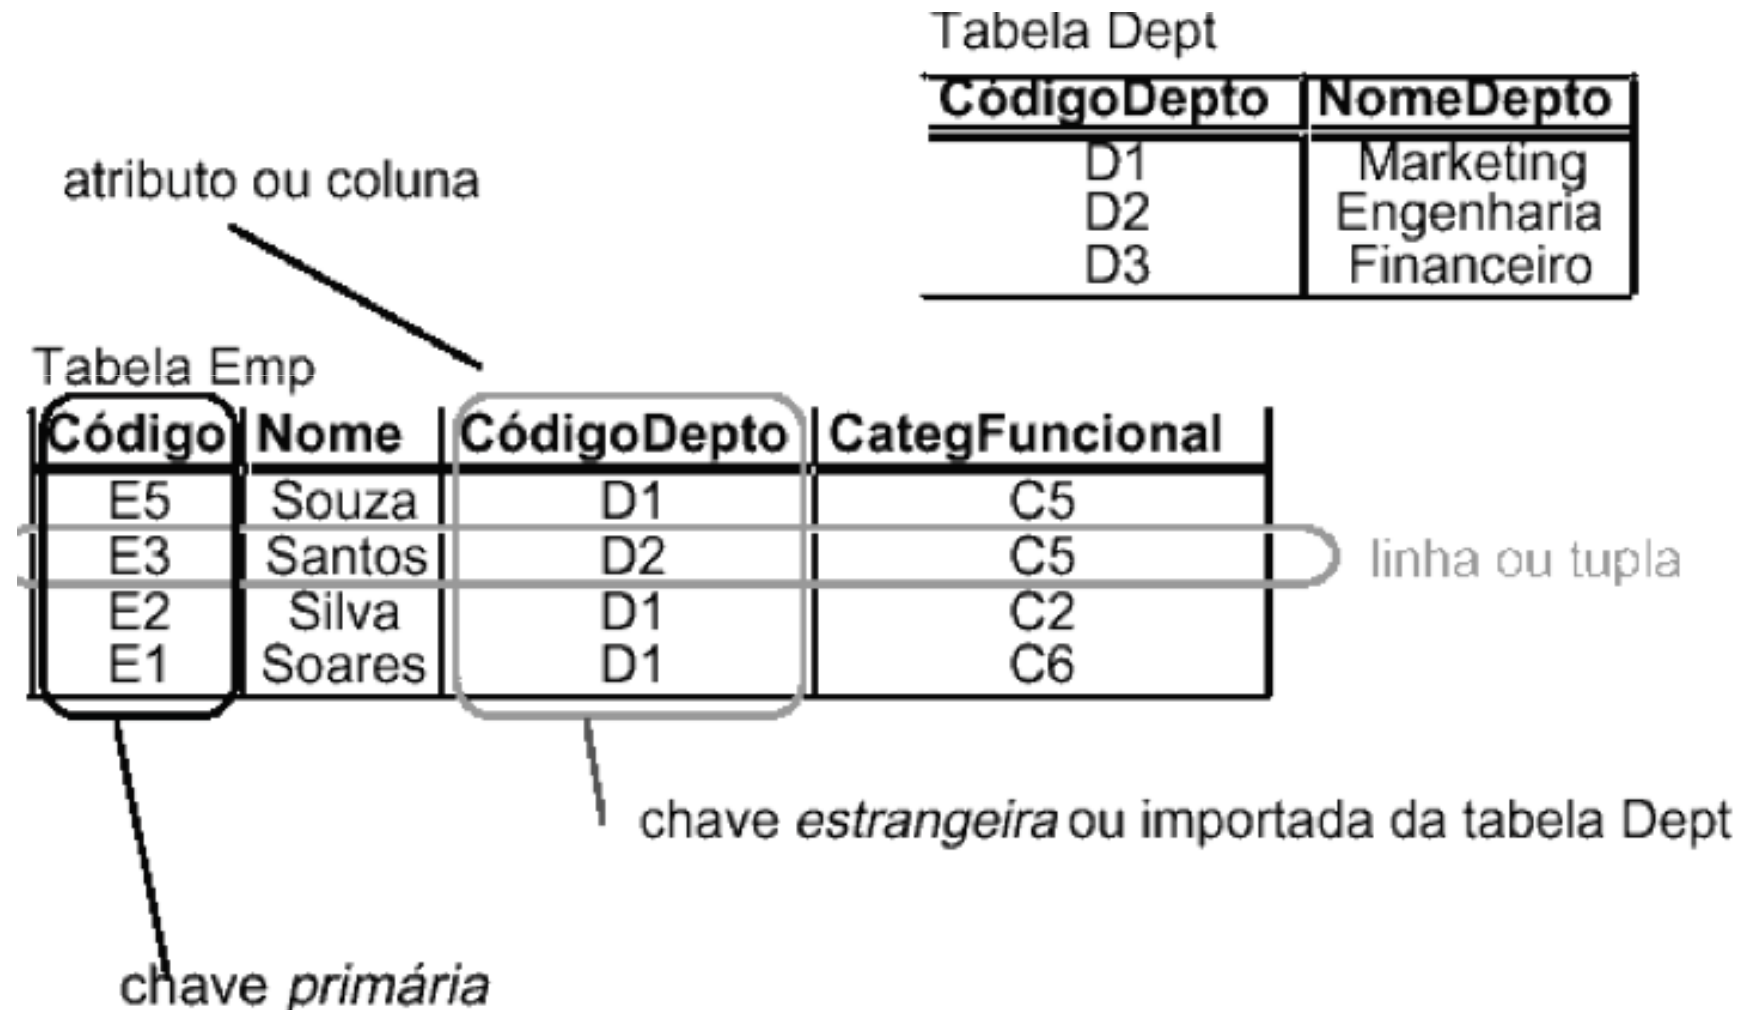 Tabela Dept
CódigoDepto NomeDepto
D1 Marketing
D2 Engenharia
D3 Financeiro
atributo ou coluna
Tabela Emp
Código Nome CódigoDepto CategFuncional
E5 Souza D1 C5
E3 Santos D2 C5
linha ou tupla
E2 Silva D1 C2
E1 Soares D1 C6
chave estrangeira ou importada da tabela Dept
chave primária